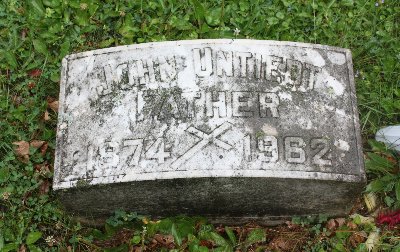 JOHN UNTIEDT
FATHER
1874 1962